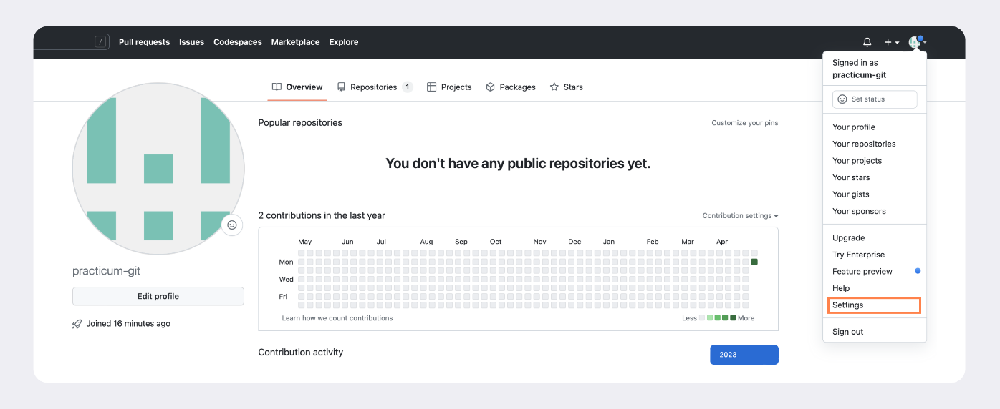 / Pull requests Issues Codespaces Marketplace Explore
Signed in as
practicum-git
Set status
Your profile
Your repositories
Your projects
Your stars
Your gists
Your sponsors
Upgrade
Try Enterprise
Feature preview
Help
Settings
Sign out
Overview Repositories 1 Projects Packages Stars
Popular repositories Customize your pins
You don't have any public repositories yet.
2 contributions in the last year Contribution settings
May Jun Jul Aug Sep Oct Nov Dec Jan Feb Mar Apr
Mon
Wed
Fri
Learn how we count contributions Less More
Contribution activity 2023
practicum-git
Edit profile
Joined 16 minutes ago